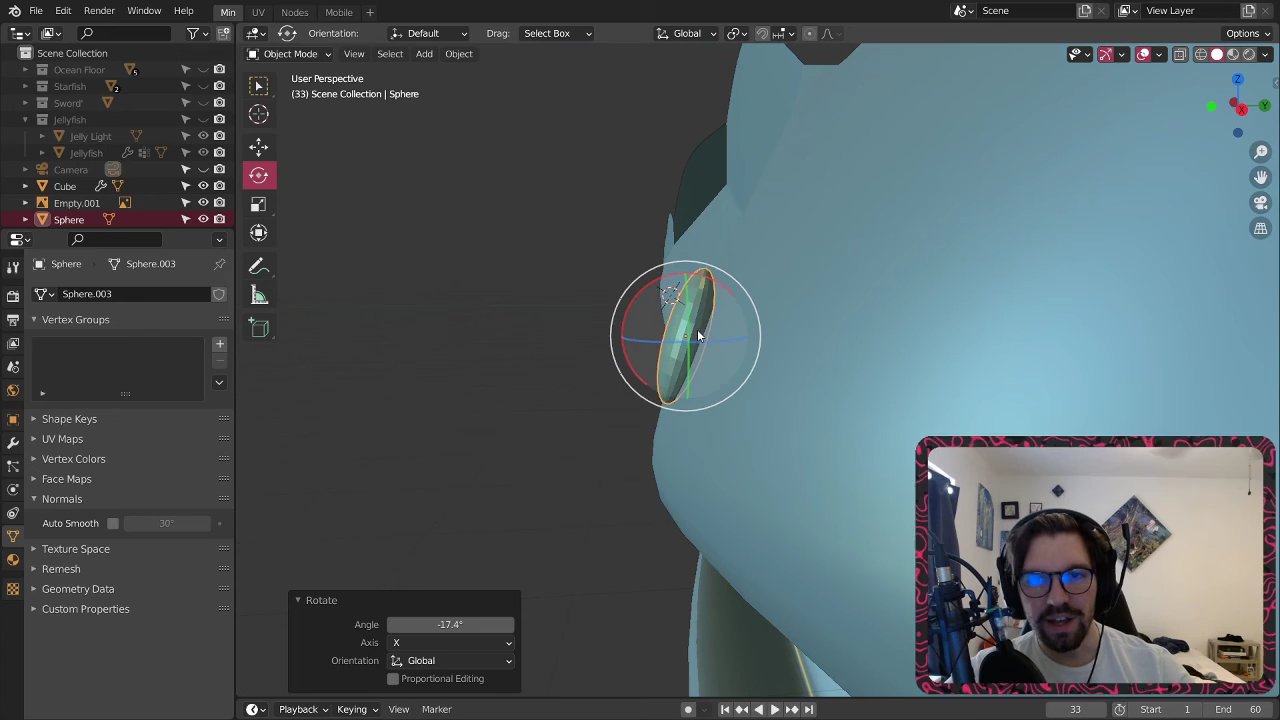 File Edit Render Window Help Min UV Nodes Mobile + Scene View Layer
Orientation: Default Drag: Select Box Global Options
Scene Collection Object Mode View Select Add Object
Ocean Floor 5
Starfish 2
Sword'
Jellyfish
Jelly Light
Jellyfish
Camera
Cube
Empty.001
Sphere
User Perspective
(33) Scene Collection | Sphere
Z
Y
X
Sphere Sphere.003
Sphere.003
Vertex Groups
Shape Keys
UV Maps
Vertex Colors
Face Maps
Normals
Auto Smooth 30°
Texture Space
Remesh
Geometry Data
Custom Properties
Rotate
Angle -17.4°
Axis X
Orientation Global
Proportional Editing
Playback Keying View Marker 33 Start 1 End 60